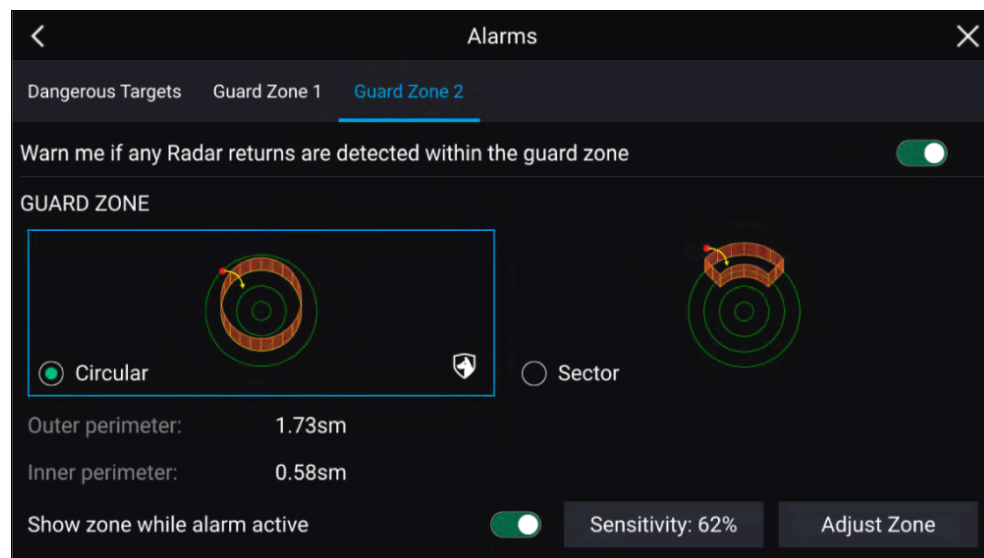 Alarms
Dangerous Targets Guard Zone 1 Guard Zone 2
Warn me if any Radar returns are detected within the guard zone
GUARD ZONE
Circular Sector
Outer perimeter: 1.73sm
Inner perimeter: 0.58sm
Show zone while alarm active Sensitivity: 62% Adjust Zone